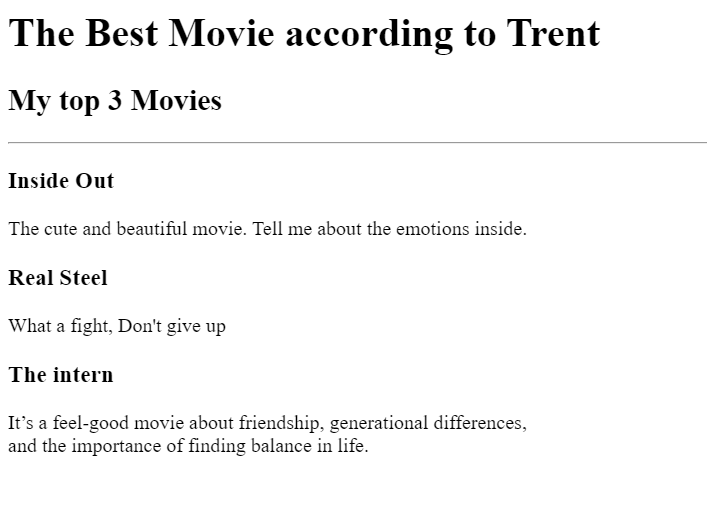 The Best Movie according to Trent
My top 3 Movies
Inside Out
The cute and beautiful movie. Tell me about the emotions inside.
Real Steel
What a fight, Don't give up
The intern
It’s a feel-good movie about friendship, generational differences,
and the importance of finding balance in life.